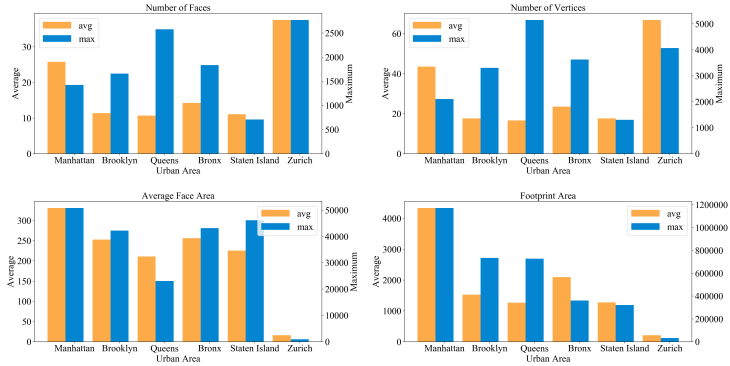 Number of Faces
avg
max
Average
0
10
20
30
Maximum
0
500
1000
1500
2000
2500
Manhattan Brooklyn Queens Bronx Staten Island Zurich
Urban Area
Number of Vertices
avg
max
Average
0
20
40
60
Maximum
0
1000
2000
3000
4000
5000
Manhattan Brooklyn Queens Bronx Staten Island Zurich
Urban Area
Average Face Area
avg
max
Average
0
50
100
150
200
250
300
Maximum
0
10000
20000
30000
40000
50000
Manhattan Brooklyn Queens Bronx Staten Island Zurich
Urban Area
Footprint Area
avg
max
Average
0
1000
2000
3000
4000
Maximum
0
200000
400000
600000
800000
1000000
1200000
Manhattan Brooklyn Queens Bronx Staten Island Zurich
Urban Area